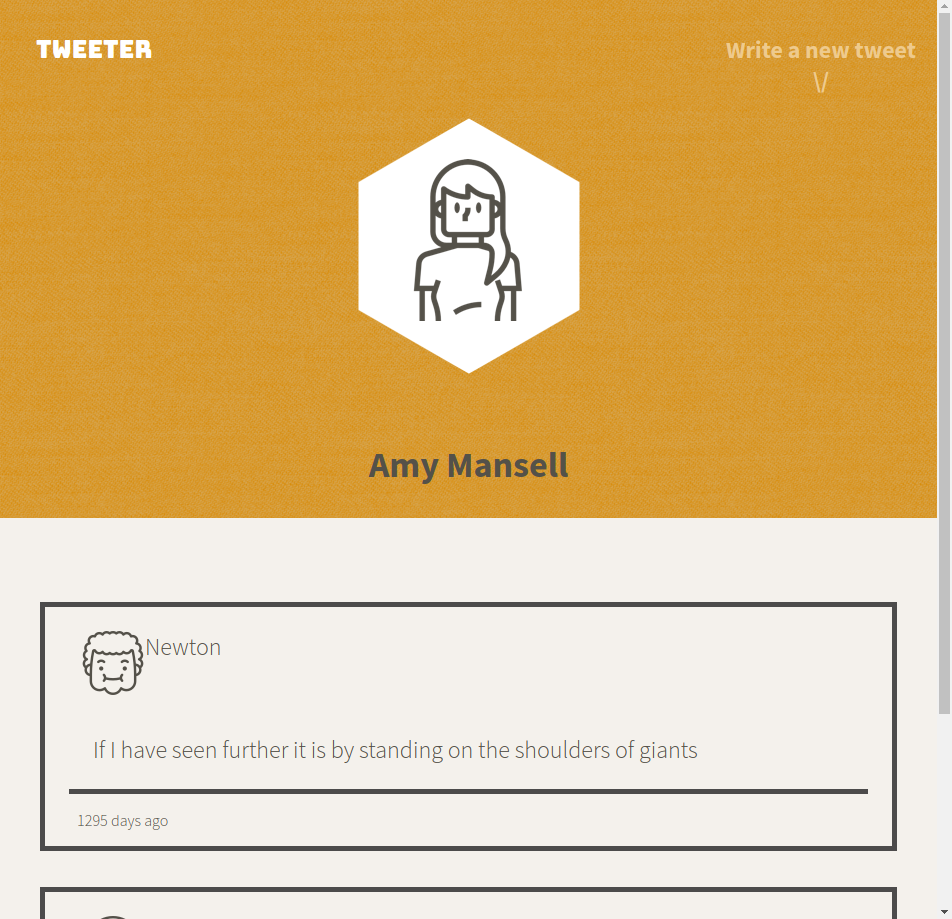 TWEETER
Write a new tweet
\/
Amy Mansell
Newton
If I have seen further it is by standing on the shoulders of giants
1295 days ago